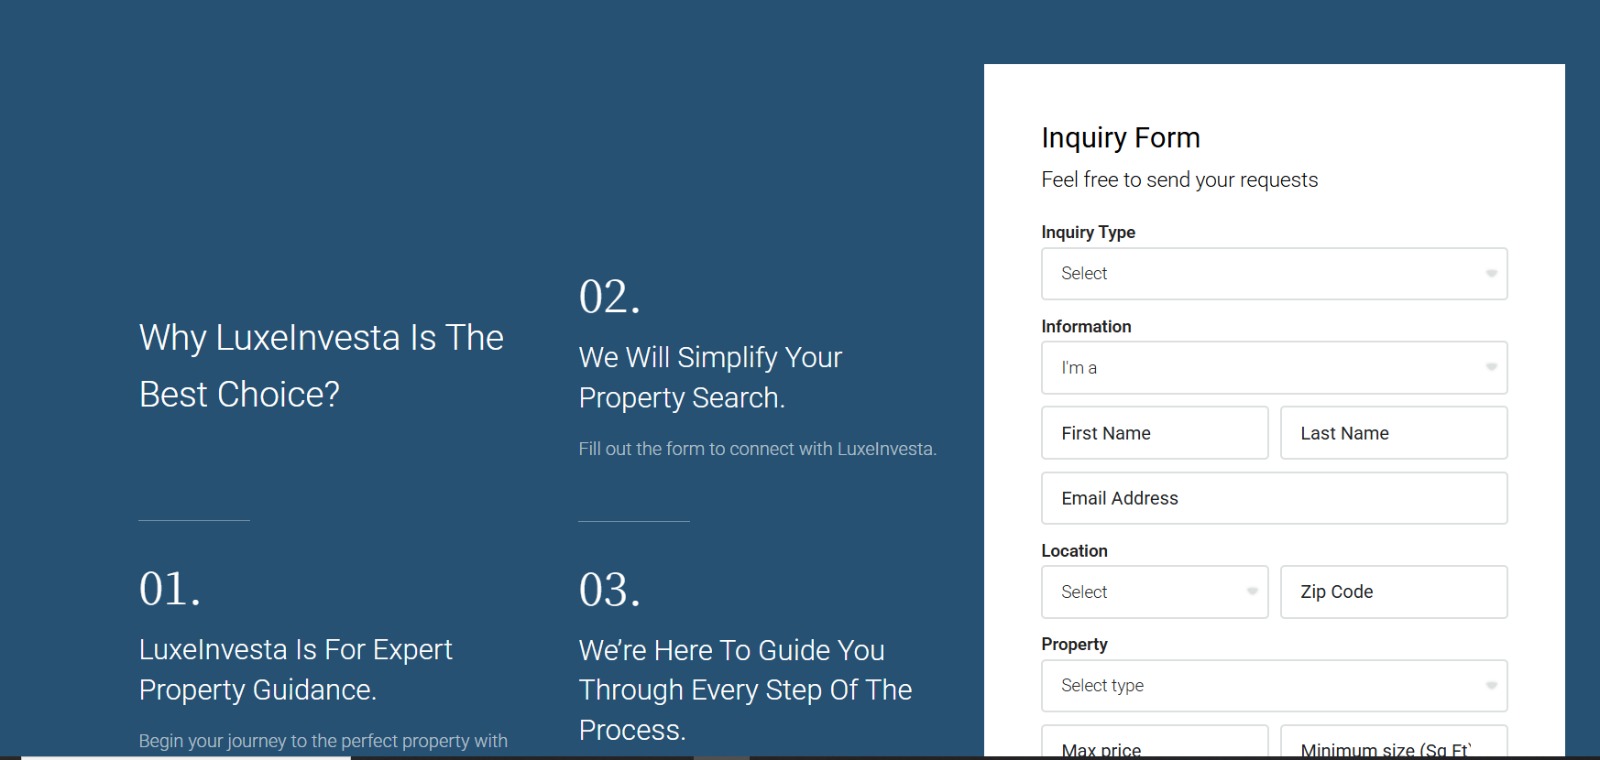 Why LuxeInvesta Is The
Best Choice?
01.
LuxeInvesta Is For Expert
Property Guidance.
Begin your journey to the perfect property with
02.
We Will Simplify Your
Property Search.
Fill out the form to connect with LuxeInvesta.
03.
We’re Here To Guide You
Through Every Step Of The
Process.
Inquiry Form
Feel free to send your requests
Inquiry Type
Select
Information
I'm a
First Name
Last Name
Email Address
Location
Select
Zip Code
Property
Select type
Max price
Minimum size (Sq Ft)